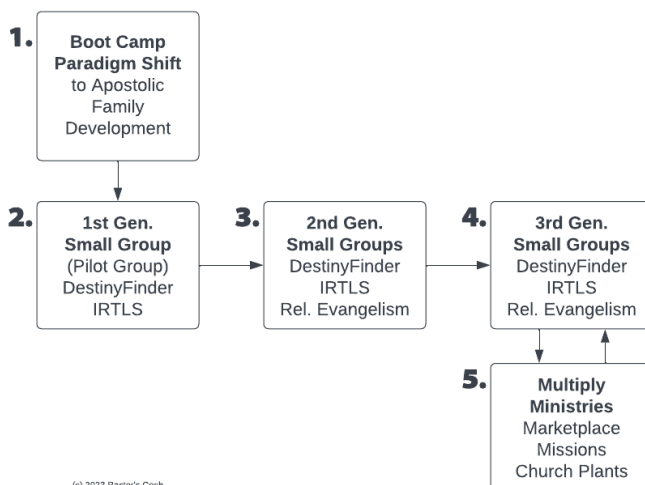 1.
Boot Camp
Paradigm Shift
to Apostolic
Family
Development
2.
1st Gen.
Small Group
(Pilot Group)
DestinyFinder
IRTLS
3.
2nd Gen.
Small Groups
DestinyFinder
IRTLS
Rel. Evangelism
4.
3rd Gen.
Small Groups
DestinyFinder
IRTLS
Rel. Evangelism
5.
Multiply
Ministries
Marketplace
Missions
Church Plants
(c) 2023 Pastor's